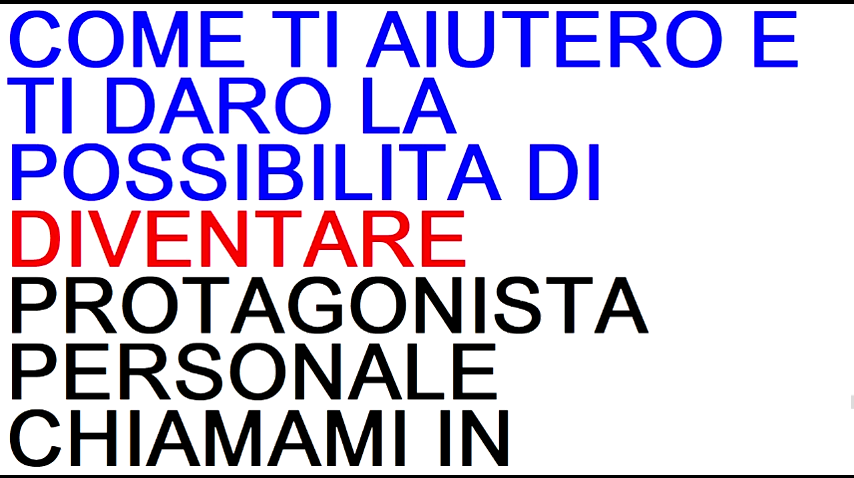 COME TI AIUTERO E
TI DARO LA
POSSIBILITA DI
DIVENTARE
PROTAGONISTA
PERSONALE
CHIAMAMI IN